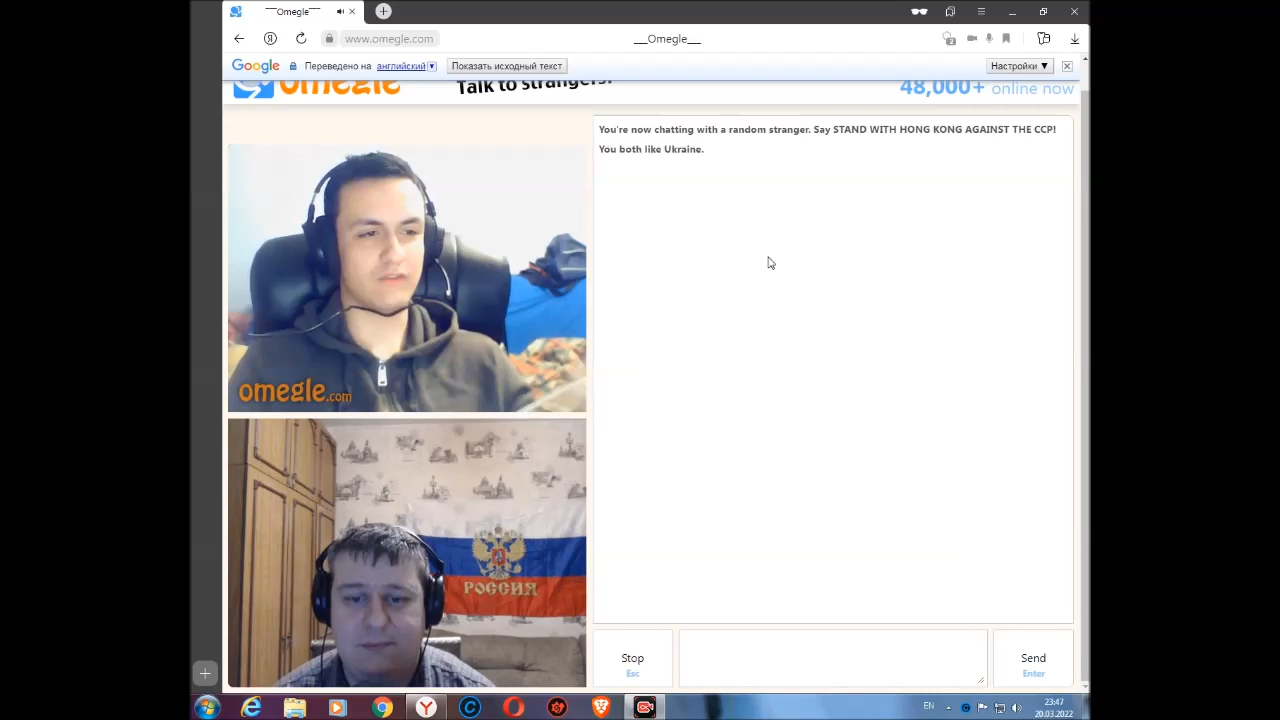 ___Omegle___
www.omegle.com
___Omegle___
Google Переведено на английский Показать исходный текст Настройки ▼
omegle Talk to strangers! 48,000+ online now
You're now chatting with a random stranger. Say STAND WITH HONG KONG AGAINST THE CCP!
You both like Ukraine.
omegle.com
РОССИЯ
Stop
Esc
Send
Enter
EN
23:47
20.03.2022